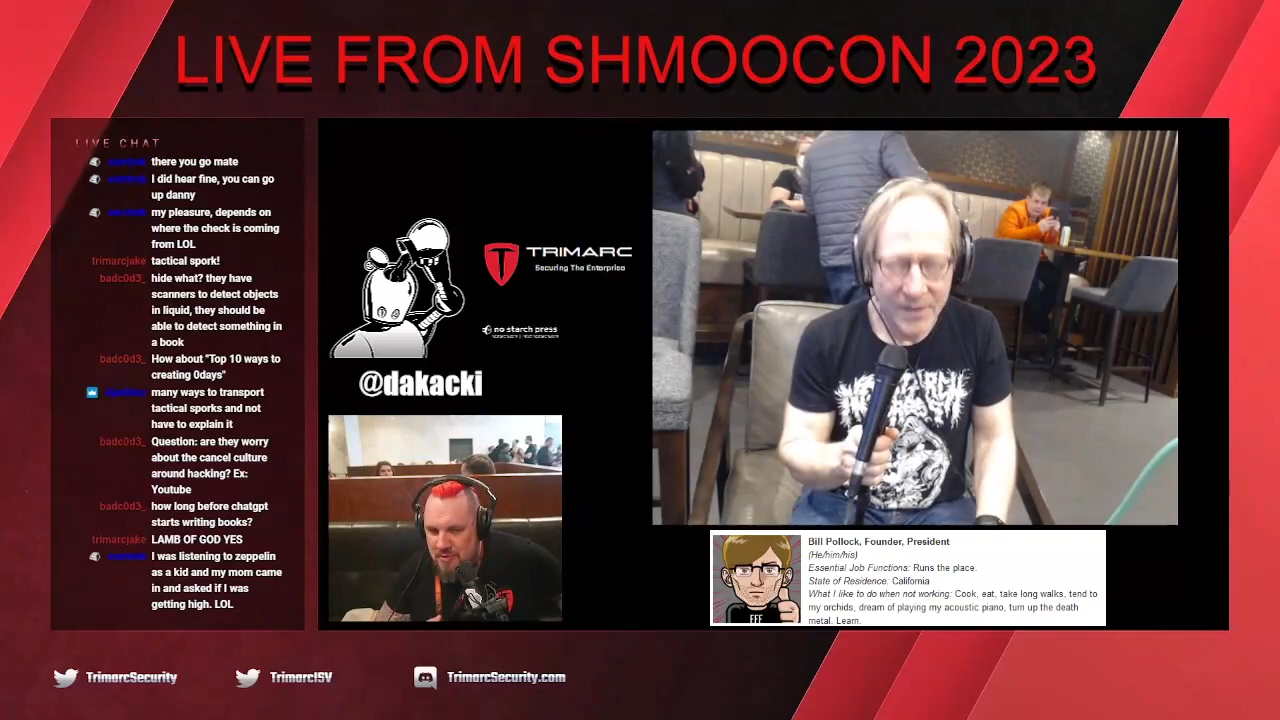 LIVE FROM SHMOOCON 2023
LIVE CHAT
there you go mate
I did hear fine, you can go
up danny
my pleasure, depends on
where the check is coming
from LOL
trimarcjake tactical spork!
badc0d3_ hide what? they have
scanners to detect objects
in liquid, they should be
able to detect something in
a book
badc0d3_ How about "Top 10 ways to
creating 0days"
many ways to transport
tactical sporks and not
have to explain it
badc0d3_ Question: are they worry
about the cancel culture
around hacking? Ex:
Youtube
badc0d3_ how long before chatgpt
starts writing books?
trimarcjake LAMB OF GOD YES
I was listening to zeppelin
as a kid and my mom came
in and asked if I was
getting high. LOL
TRIMARC
Securing The Enterprise
no starch press
@dakacki
Bill Pollock, Founder, President
(He/him/his)
Essential Job Functions: Runs the place.
State of Residence: California
What I like to do when not working: Cook, eat, take long walks, tend to
my orchids, dream of playing my acoustic piano, turn up the death
metal. Learn.
TrimarcSecurity
TrimarcISV
TrimarcSecurity.com